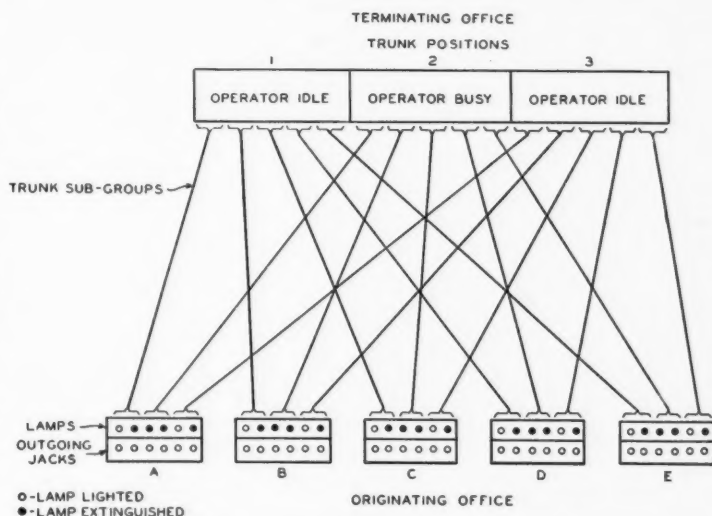 TERMINATING OFFICE
TRUNK POSITIONS
1 2 3
OPERATOR IDLE OPERATOR BUSY OPERATOR IDLE
TRUNK SUB-GROUPS
LAMPS
OUTGOING
JACKS
A B C D E
O-LAMP LIGHTED
●-LAMP EXTINGUISHED
ORIGINATING OFFICE